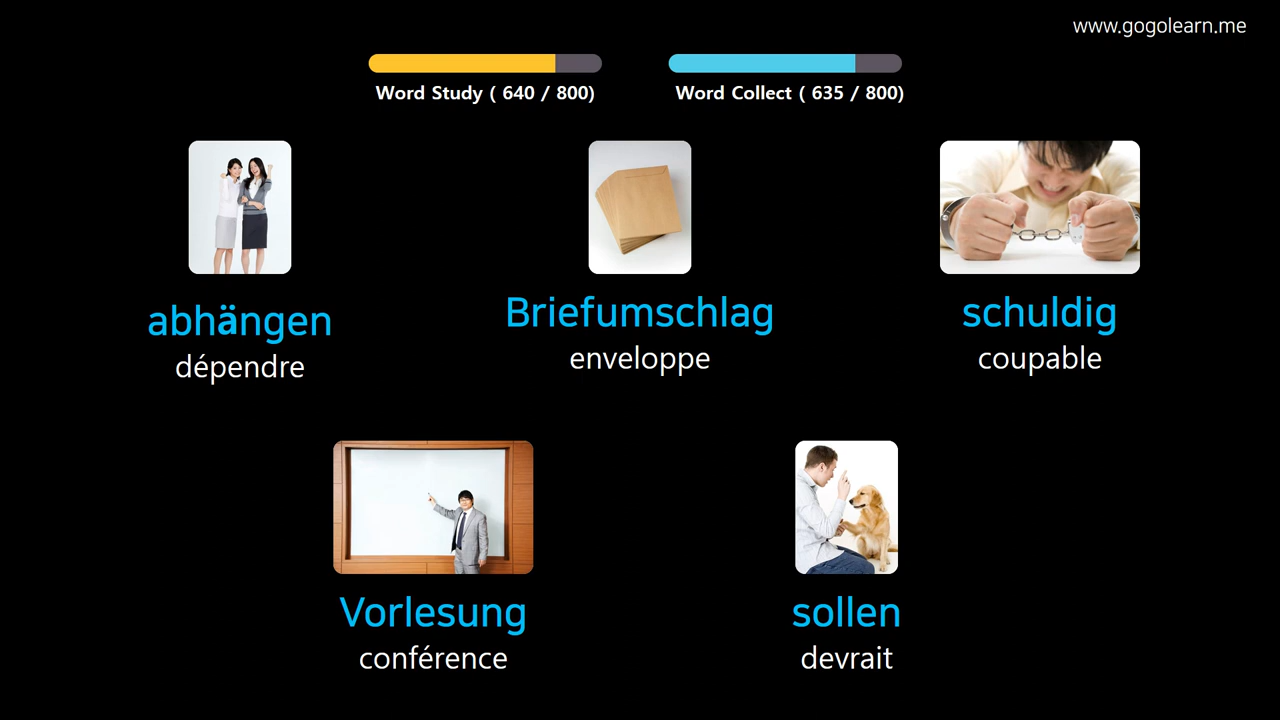 www.gogolearn.me
Word Study ( 640 / 800)
Word Collect ( 635 / 800)
abhängen
dépendre
Briefumschlag
enveloppe
schuldig
coupable
Vorlesung
conférence
sollen
devrait